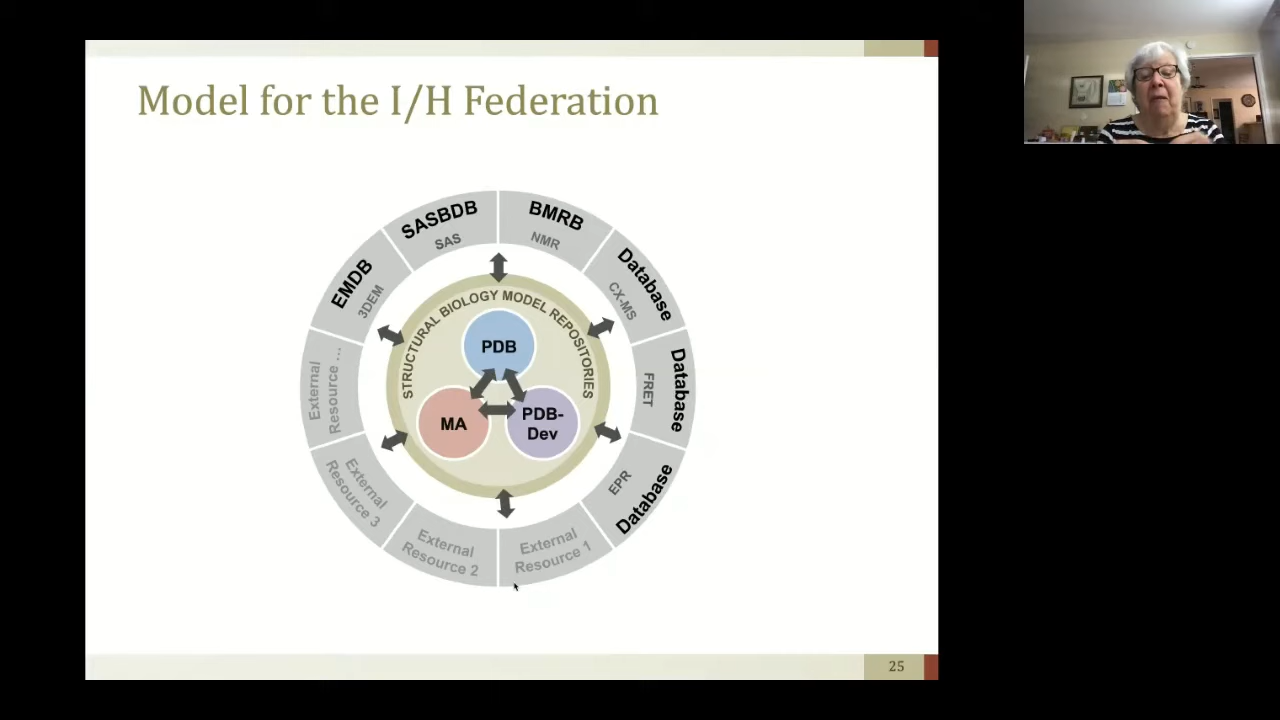 Model for the I/H Federation
SASBDB
SAS
BMRB
NMR
Database
CX-MS
Database
FRET
Database
EPR
External
Resource 1
External
Resource 2
External
Resource 3
External
Resource ...
EMDB
3DEM
STRUCTURAL BIOLOGY MODEL REPOSITORIES
PDB
MA
PDB-
Dev
25